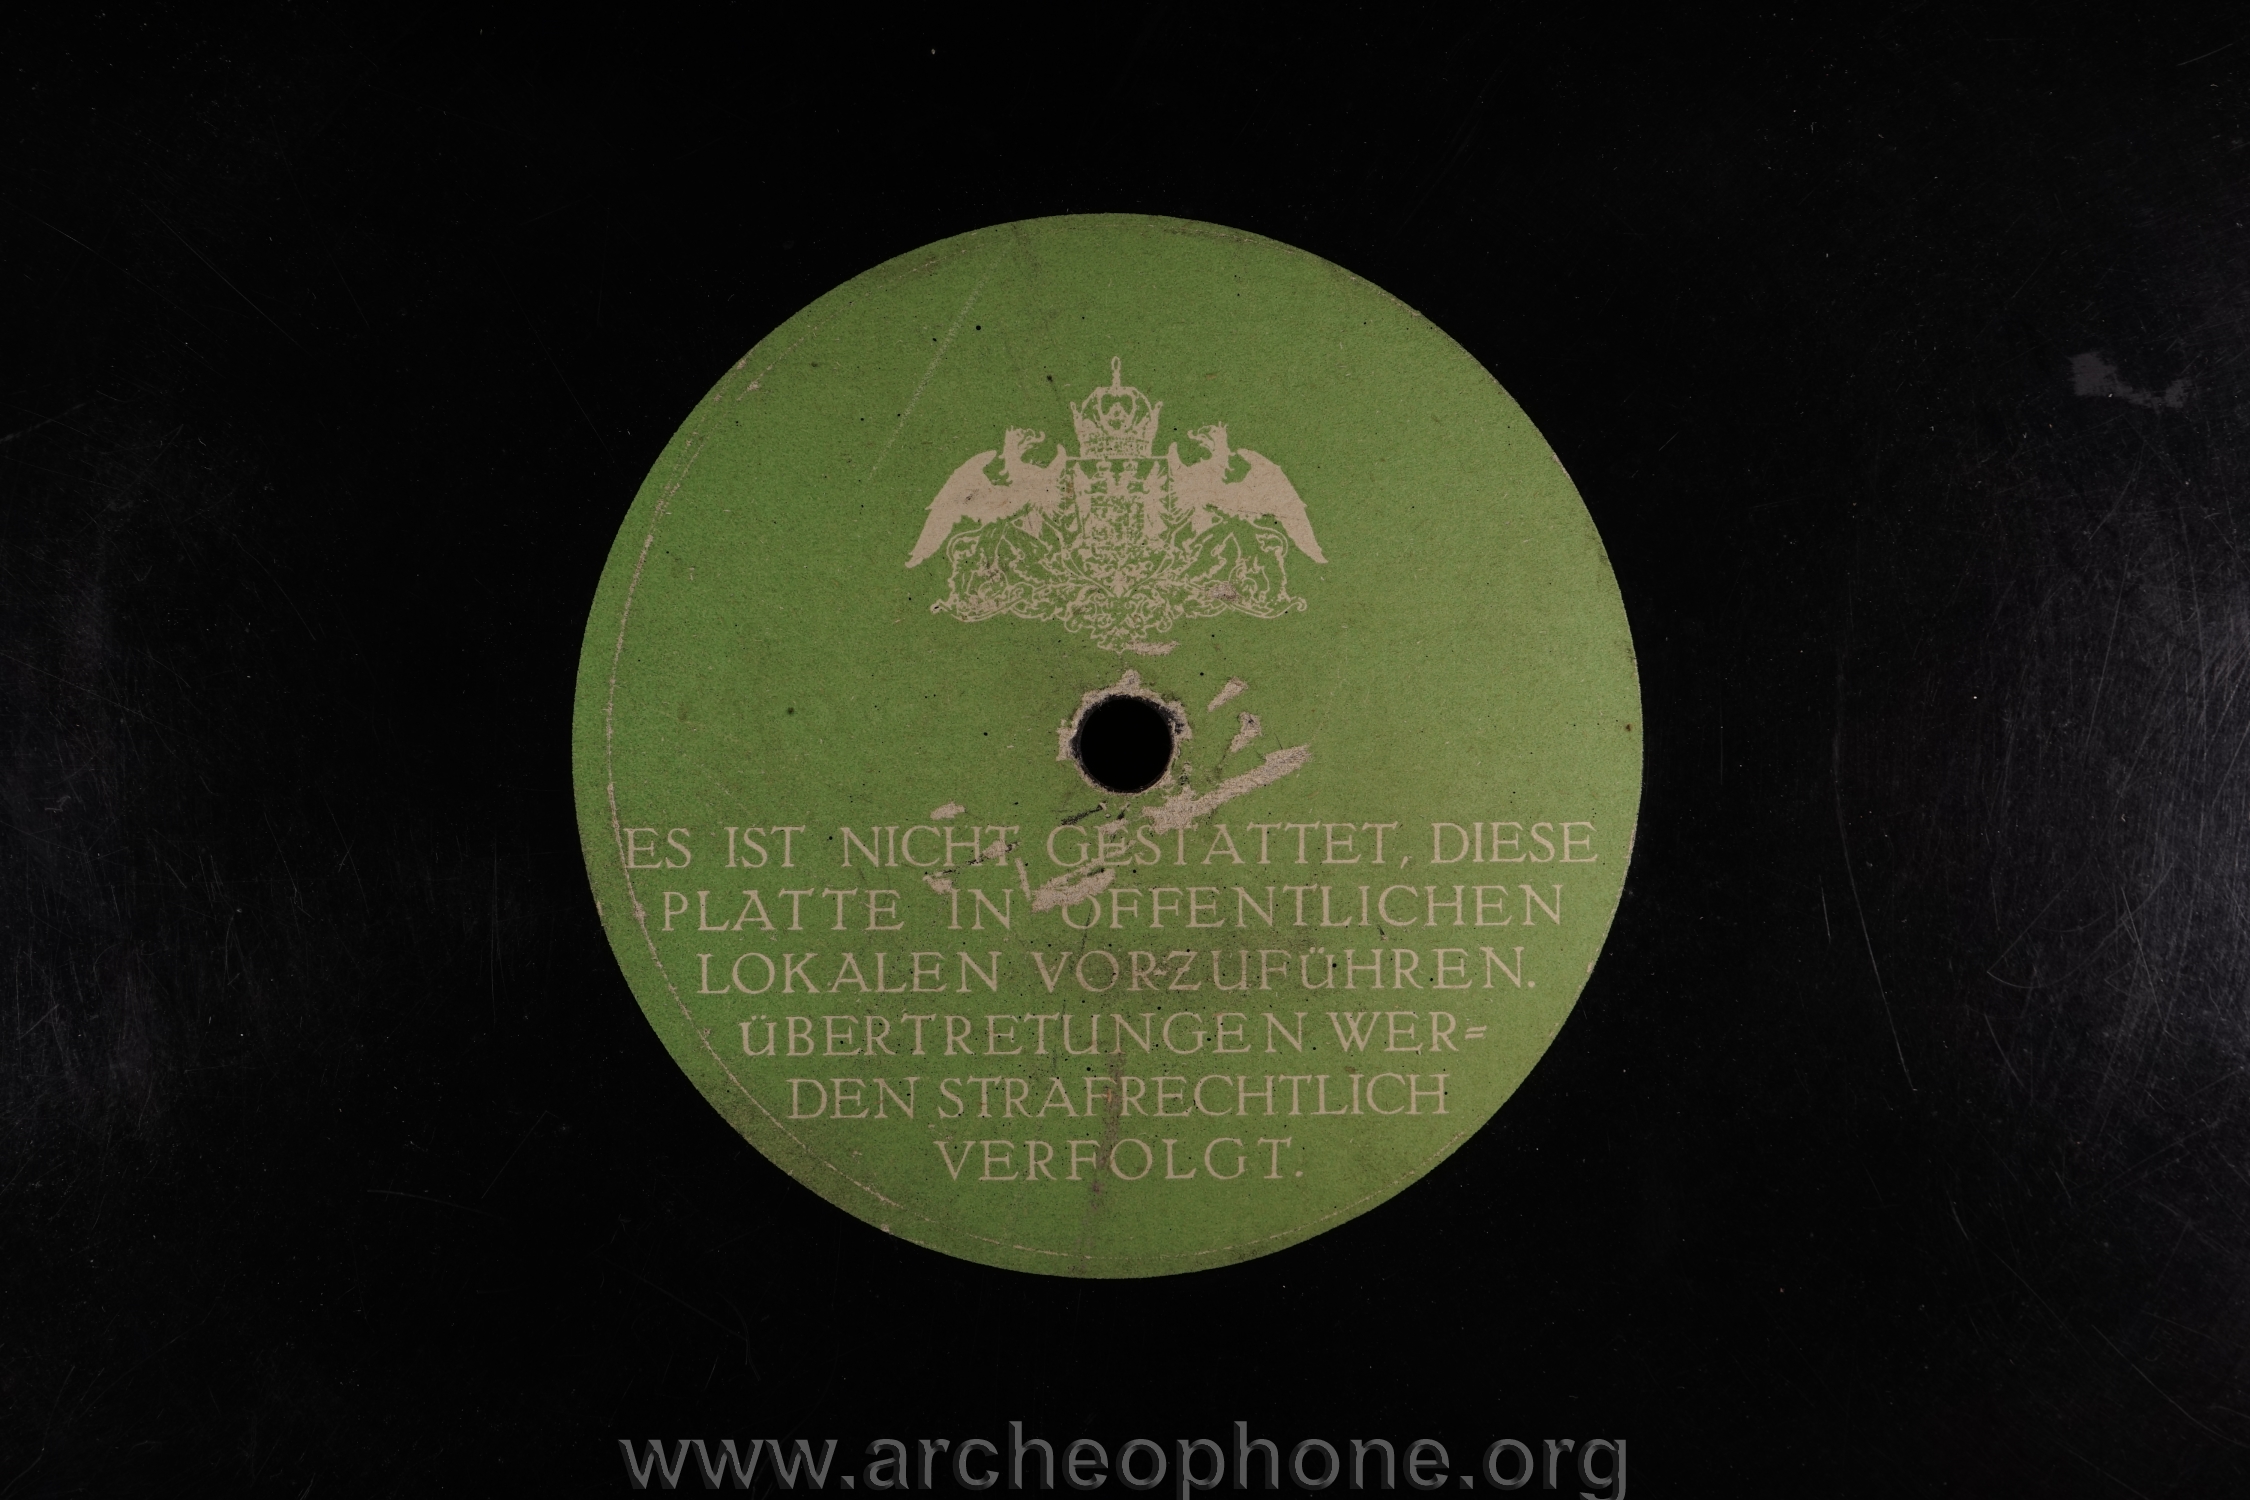 ES IST NICHT GESTATTET, DIESE
PLATTE IN ÖFFENTLICHEN
LOKALEN VORZUFÜHREN.
ÜBERTRETUNGEN WER=
DEN STRAFRECHTLICH
VERFOLGT.
www.archeophone.org